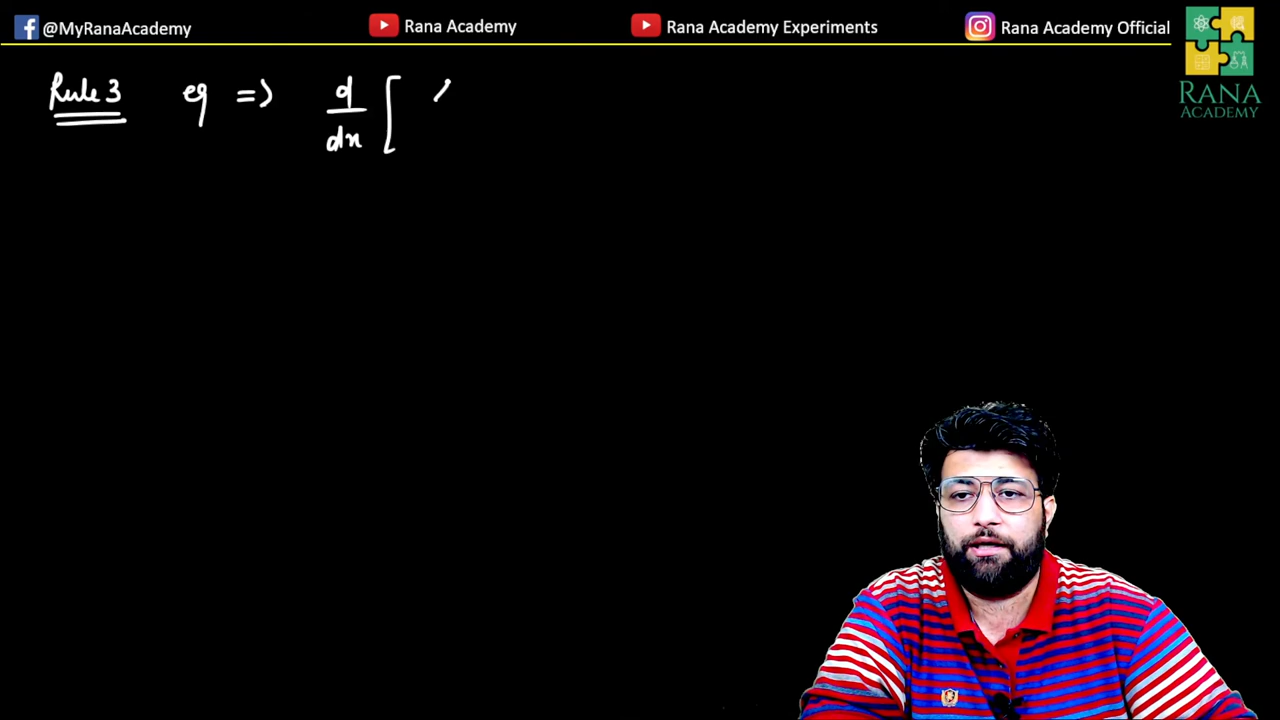 @MyRanaAcademy
Rana Academy
Rana Academy Experiments
Rana Academy Official
RANA
ACADEMY
Rule 3 eg => d/dx [